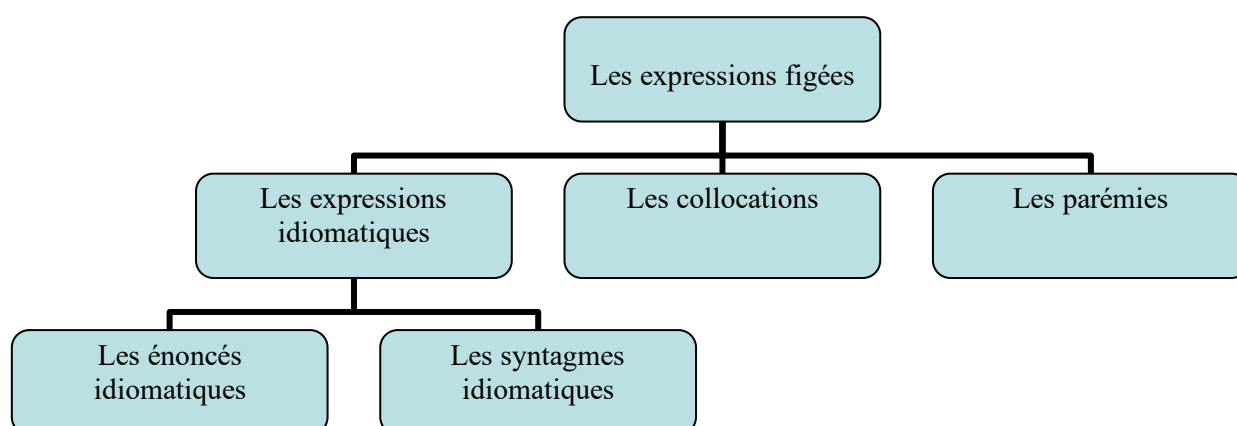 Les expressions figées
Les expressions
idiomatiques
Les collocations
Les parémies
Les énoncés
idiomatiques
Les syntagmes
idiomatiques